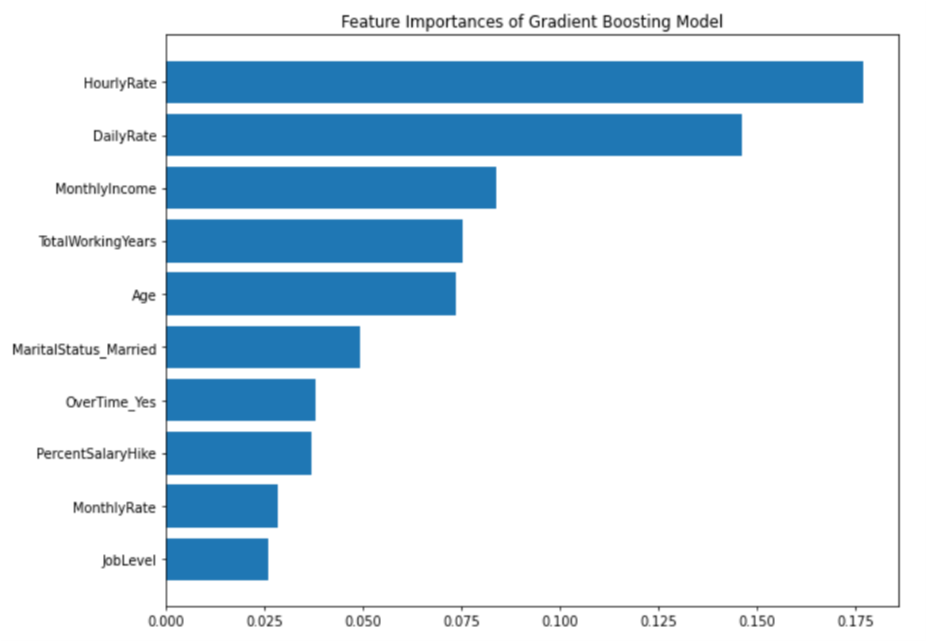 Feature Importances of Gradient Boosting Model
HourlyRate
DailyRate
MonthlyIncome
TotalWorkingYears
Age
MaritalStatus_Married
OverTime_Yes
PercentSalaryHike
MonthlyRate
JobLevel
0.000 0.025 0.050 0.075 0.100 0.125 0.150 0.175